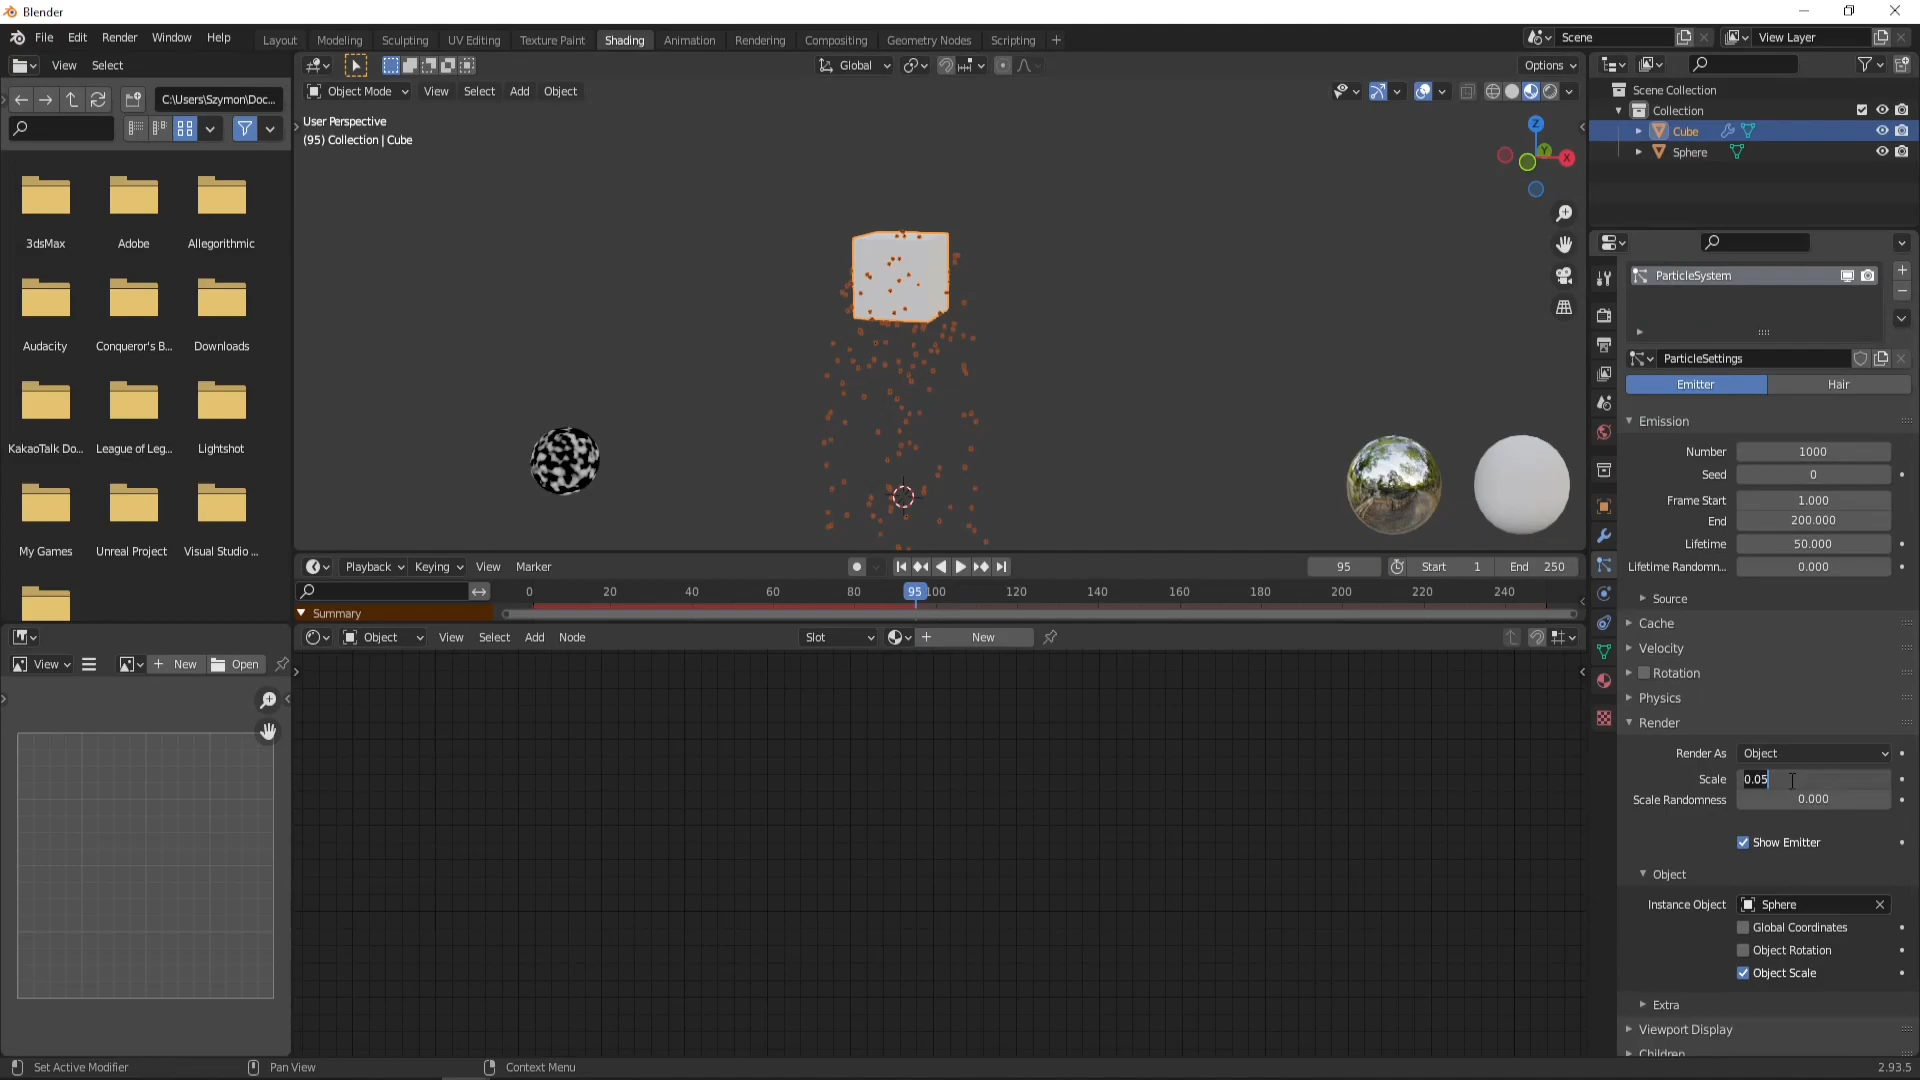 Blender
File Edit Render Window Help
Layout Modeling Sculpting UV Editing Texture Paint Shading Animation Rendering Compositing Geometry Nodes Scripting +
Scene
View Layer
View Select
Global
Options
C:\Users\Szymon\Doc...
Object Mode View Select Add Object
User Perspective
(95) Collection | Cube
Z
Y
X
3dsMax Adobe Allegorithmic
Audacity Conqueror's B... Downloads
KakaoTalk Do... League of Leg... Lightshot
My Games Unreal Project Visual Studio ...
Scene Collection
Collection
Cube
Sphere
ParticleSystem
ParticleSettings
Emitter Hair
Emission
Number 1000
Seed 0
Frame Start 1.000
End 200.000
Lifetime 50.000
Lifetime Randomn... 0.000
Source
Cache
Velocity
Rotation
Physics
Render
Render As Object
Scale 0.05
Scale Randomness 0.000
Show Emitter
Object
Instance Object Sphere
Global Coordinates
Object Rotation
Object Scale
Extra
Viewport Display
Children
Playback Keying View Marker
95 Start 1 End 250
0 20 40 60 80 95 100 120 140 160 180 200 220 240
Summary
Object View Select Add Node Slot + New
View + New Open
Set Active Modifier Pan View Context Menu 2.93.5